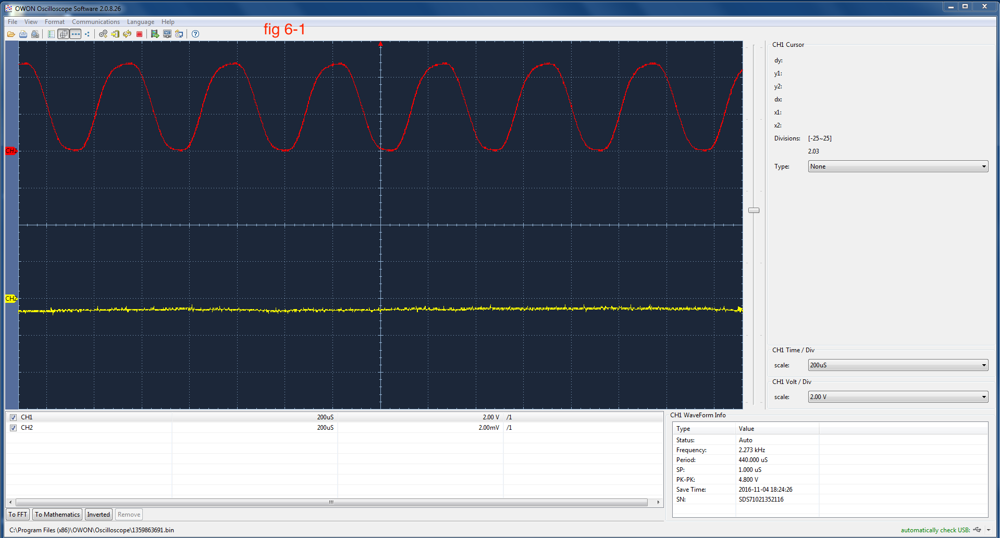 OWON Oscilloscope Software 2.0.8.26
File View Format Communications Language Help
fig 6-1
CH1
CH2
CH1 Cursor
dy:
y1:
y2:
dx:
x1:
x2:
Divisions: [-25~25]
2.03
Type: None
CH1 Time / Div
scale: 200uS
CH1 Volt / Div
scale: 2.00 V
CH1 200uS 2.00 V /1
CH2 200uS 2.00mV /1
To FFT To Mathematics Inverted Remove
CH1 WaveForm Info
Type Value
Status: Auto
Frequency: 2.273 kHz
Period: 440.000 uS
SP: 1.000 uS
PK-PK: 4.800 V
Save Time: 2016-11-04 18:24:26
SN: SDS71021352116
C:\Program Files (x86)\OWON\Oscilloscope\1359863691.bin
automatically check USB: